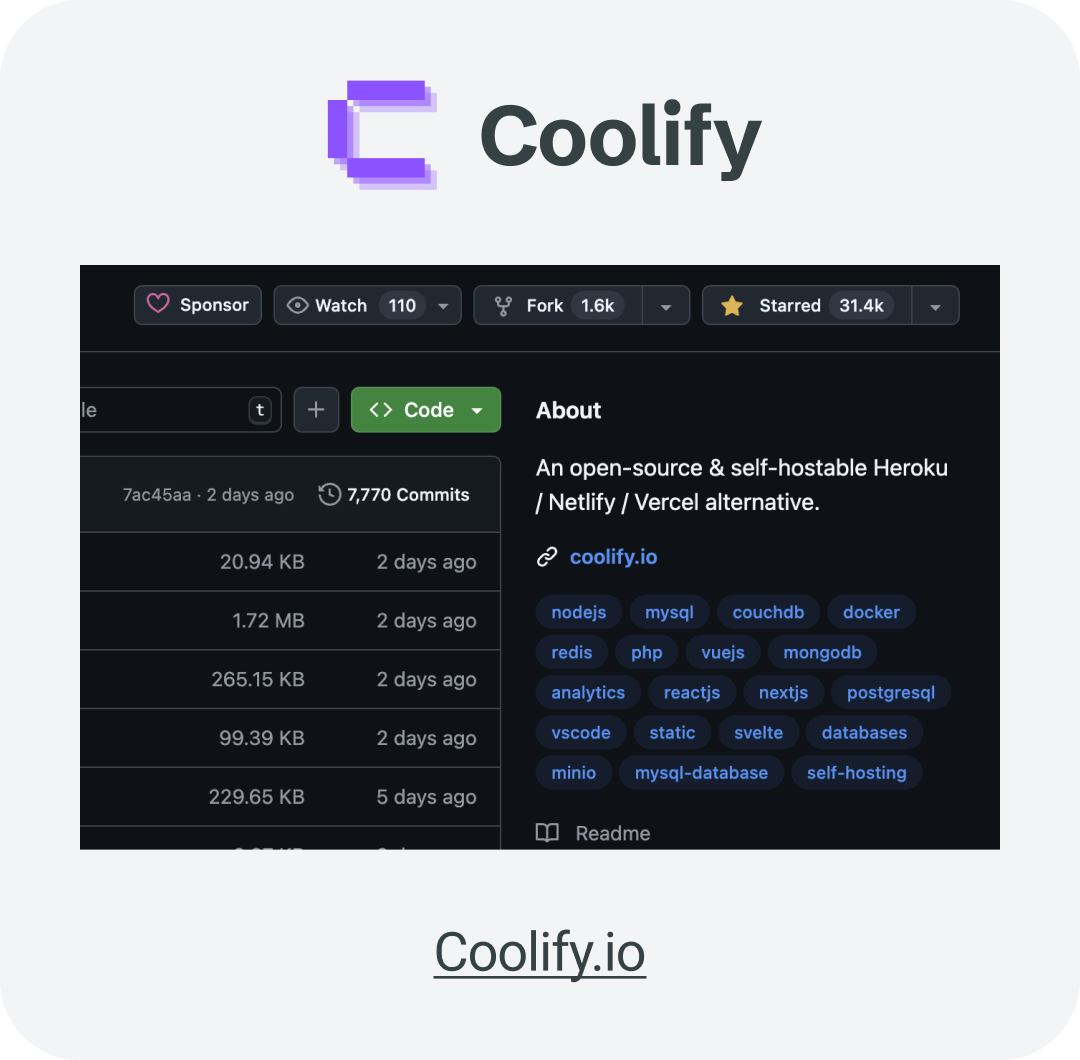 Coolify
Sponsor Watch 110 Fork 1.6k Starred 31.4k
le t + <> Code
7ac45aa · 2 days ago 7,770 Commits
20.94 KB 2 days ago
1.72 MB 2 days ago
265.15 KB 2 days ago
99.39 KB 2 days ago
229.65 KB 5 days ago
About
An open-source & self-hostable Heroku
/ Netlify / Vercel alternative.
coolify.io
nodejs mysql couchdb docker
redis php vuejs mongodb
analytics reactjs nextjs postgresql
vscode static svelte databases
minio mysql-database self-hosting
Readme
Coolify.io